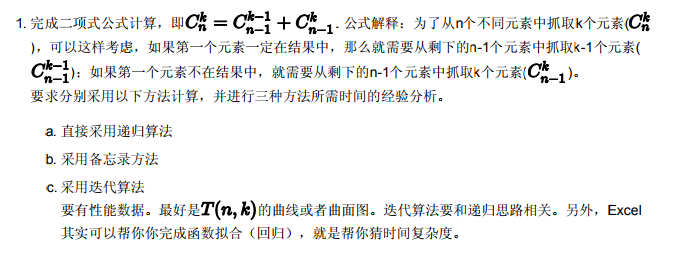 1. 完成二项式公式计算，即$C_n^k = C_{n-1}^{k-1} + C_{n-1}^k$. 公式解释：为了从n个不同元素中抓取k个元素($C_n^k$
)，可以这样考虑，如果第一个元素一定在结果中，那么就需要从剩下的n-1个元素中抓取k-1个元素(
$C_{n-1}^{k-1}$)；如果第一个元素不在结果中，就需要从剩下的n-1个元素中抓取k个元素($C_{n-1}^k$)。
要求分别采用以下方法计算，并进行三种方法所需时间的经验分析。
a. 直接采用递归算法
b. 采用备忘录方法
c. 采用迭代算法
要有性能数据。最好是$T(n, k)$的曲线或者曲面图。迭代算法要和递归思路相关。另外，Excel
其实可以帮你你完成函数拟合（回归），就是帮你猜时间复杂度。